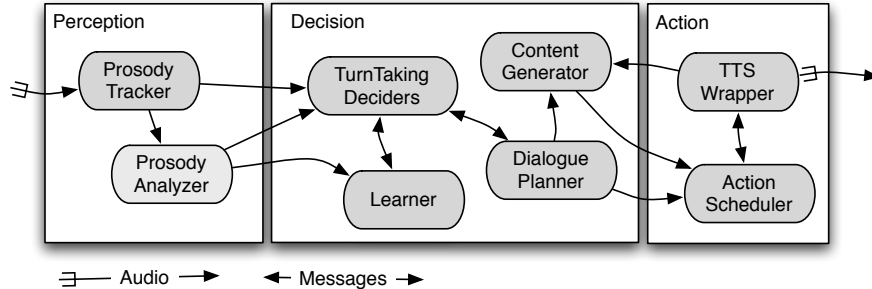 Perception
Decision
Action
Prosody
Tracker
Prosody
Analyzer
TurnTaking
Deciders
Learner
Content
Generator
Dialogue
Planner
TTS
Wrapper
Action
Scheduler
Audio
Messages